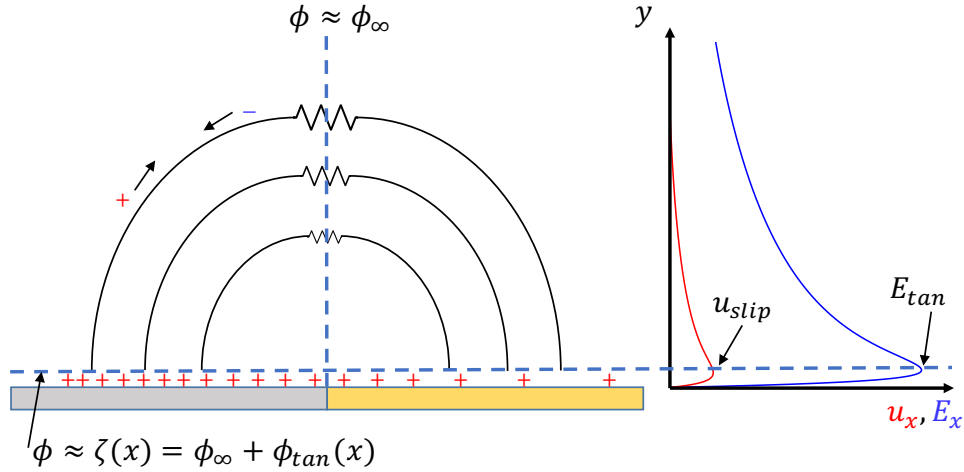 ϕ ≈ ϕ∞
y
−
+
E_tan
u_slip
+ + + + + + + + + + + + + + + + + +
u_x, E_x
ϕ ≈ ζ(x) = ϕ∞ + ϕ_tan(x)